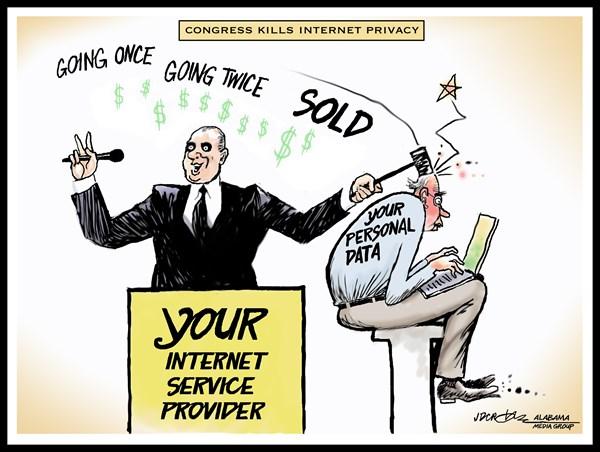 CONGRESS KILLS INTERNET PRIVACY
GOING ONCE
GOING TWICE
SOLD
YOUR
PERSONAL
DATA
YOUR
INTERNET
SERVICE
PROVIDER
ALABAMA
MEDIA GROUP